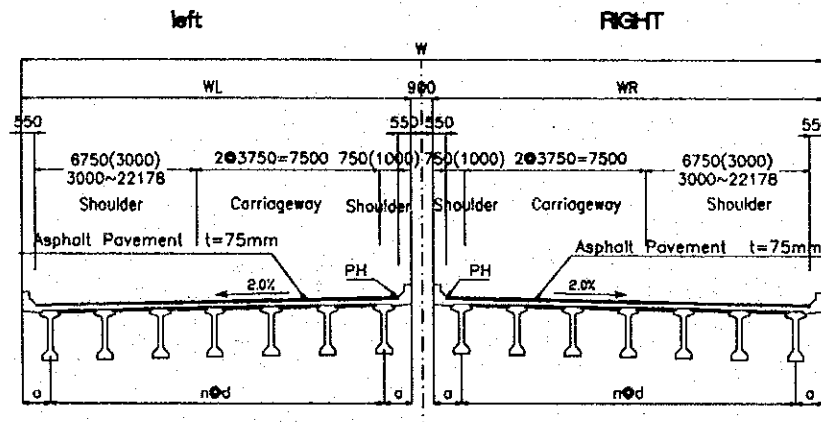 left RIGHT
W
WL 900 WR
550 550 550 550
6750(3000) 2@3750=7500 750(1000) 750(1000) 2@3750=7500 6750(3000)
3000~22178 3000~22178
Shoulder Carriageway Shoulder Shoulder Carriageway Shoulder
Asphalt Pavement t=75mm Asphalt Pavement t=75mm
PH PH
2.0% 2.0%
a n@d a a n@d a